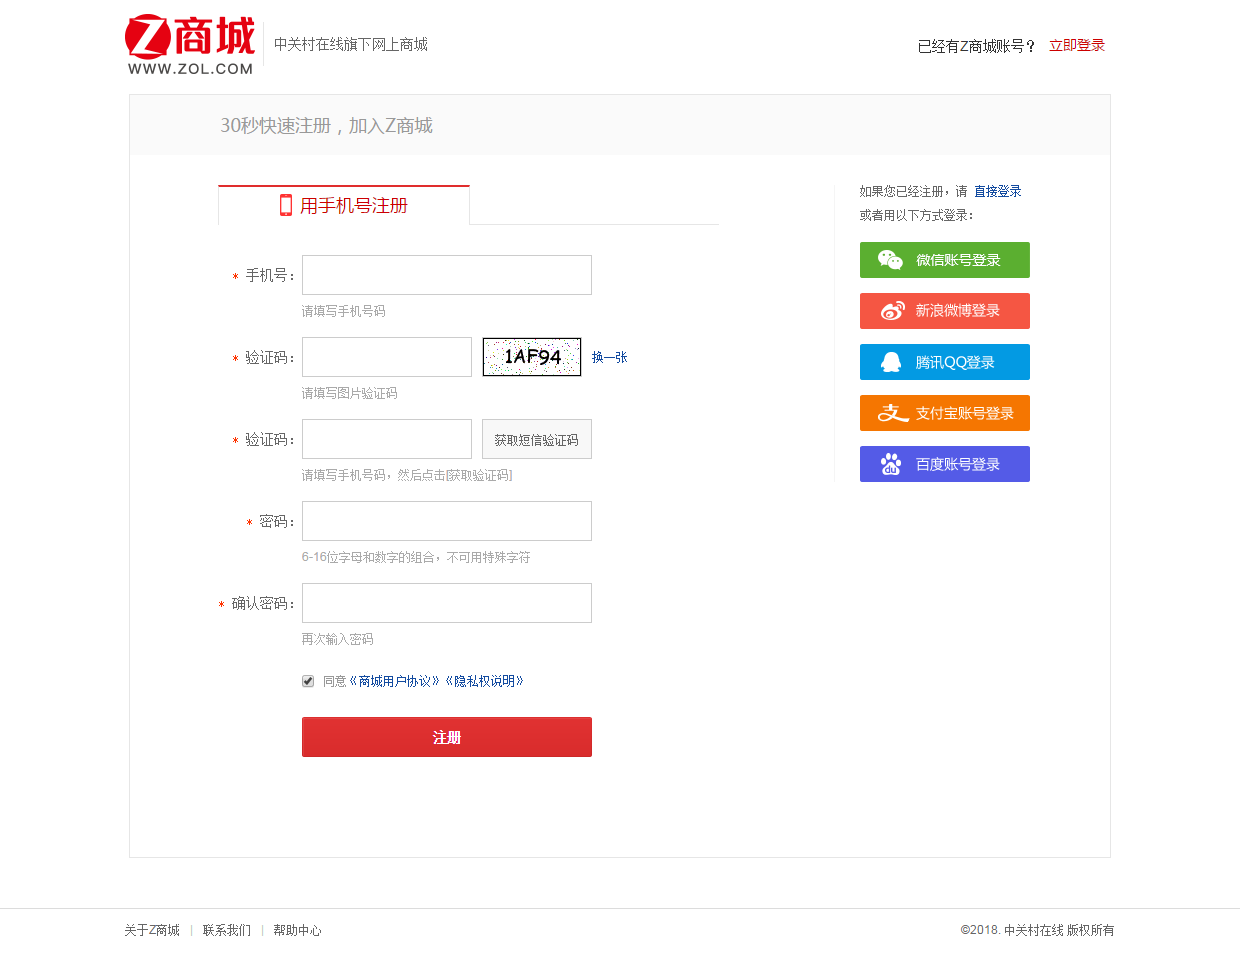 Z商城
WWW.ZOL.COM
中关村在线旗下网上商城
已经有Z商城账号？ 立即登录
30秒快速注册，加入Z商城
用手机号注册
* 手机号：
请填写手机号码
* 验证码： 1AF94 换一张
请填写图片验证码
* 验证码： 获取短信验证码
请填写手机号码，然后点击[获取验证码]
* 密码：
6-16位字母和数字的组合，不可用特殊字符
* 确认密码：
再次输入密码
同意《商城用户协议》《隐私权说明》
注册
如果您已经注册，请 直接登录
或者用以下方式登录：
微信账号登录
新浪微博登录
腾讯QQ登录
支 支付宝账号登录
du 百度账号登录
关于Z商城 | 联系我们 | 帮助中心
©2018. 中关村在线 版权所有